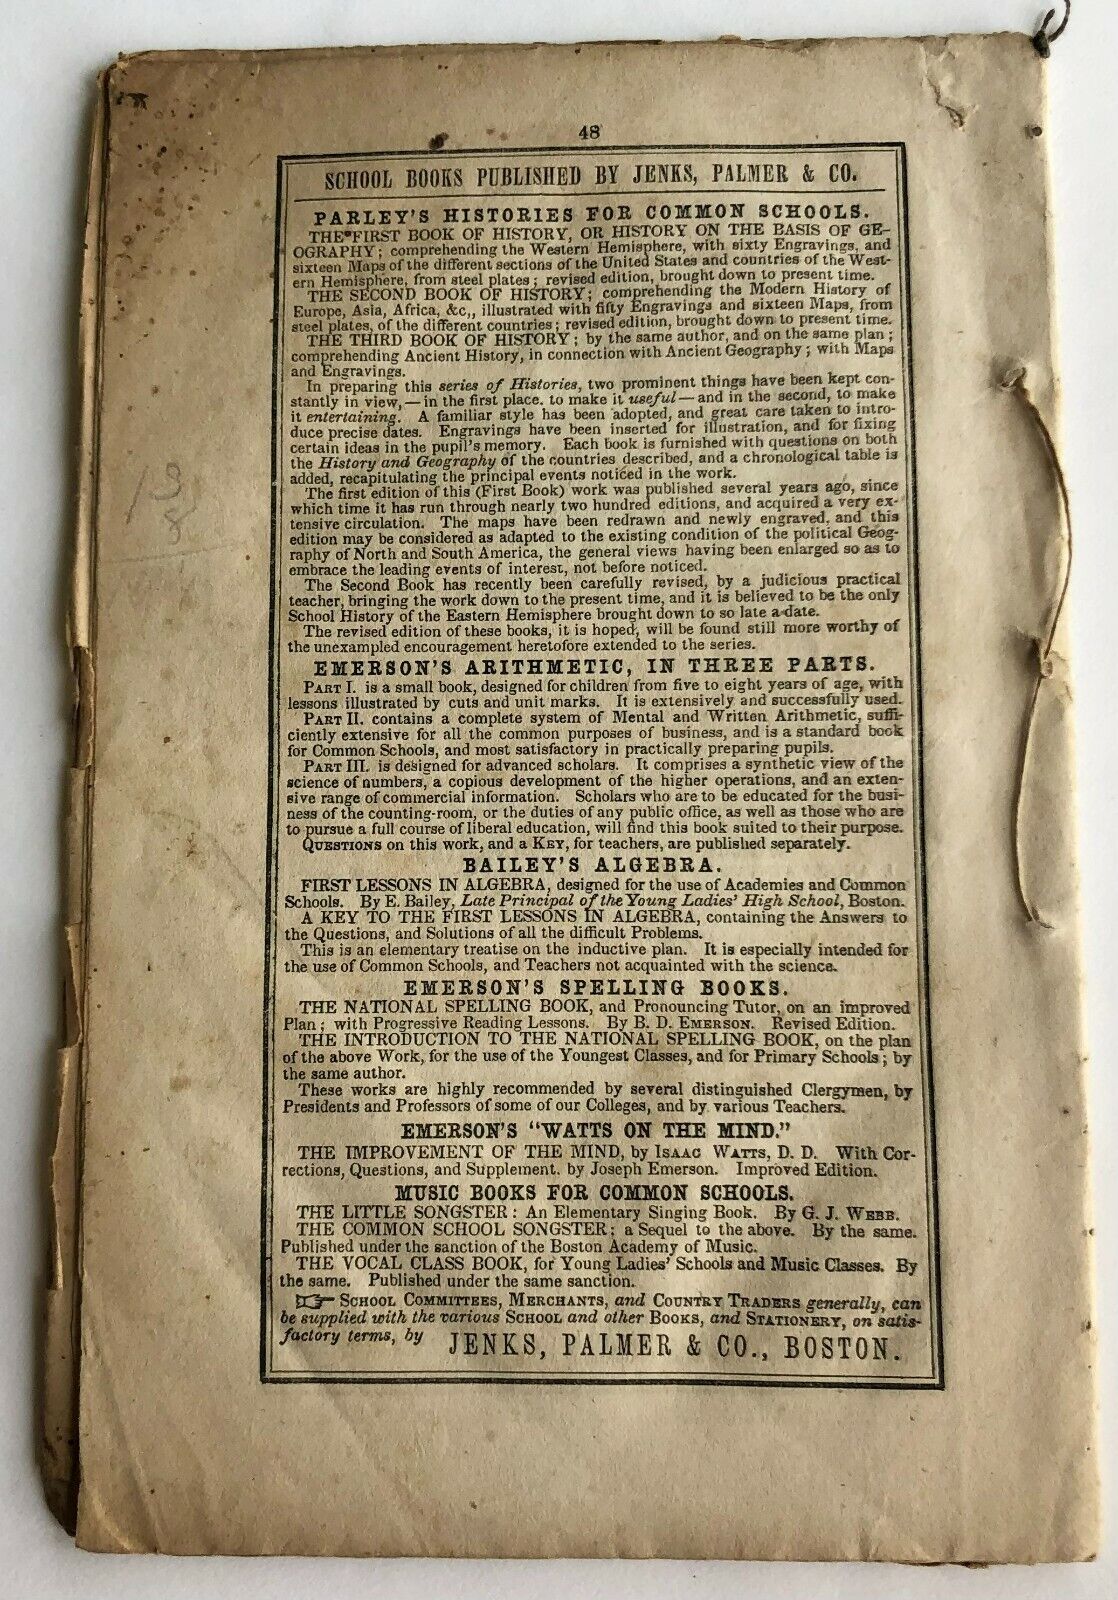 48
SCHOOL BOOKS PUBLISHED BY JENKS, PALMER & CO.
PARLEY'S HISTORIES FOR COMMON SCHOOLS.
THE FIRST BOOK OF HISTORY, OR HISTORY ON THE BASIS OF GE-
OGRAPHY; comprehending the Western Hemisphere, with sixty Engravings, and
sixteen Maps of the different sections of the United States and countries of the West-
ern Hemisphere, from steel plates; revised edition, brought down to present time.
THE SECOND BOOK OF HISTORY; comprehending the Modern History of
Europe, Asia, Africa, &c,, illustrated with fifty Engravings and sixteen Maps, from
steel plates, of the different countries; revised edition, brought down to present time.
THE THIRD BOOK OF HISTORY; by the same author, and on the same plan;
comprehending Ancient History, in connection with Ancient Geography; with Maps
and Engravings.
In preparing this series of Histories, two prominent things have been kept con-
stantly in view,—in the first place. to make it useful—and in the second, to make
it entertaining. A familiar style has been adopted, and great care taken to intro-
duce precise dates. Engravings have been inserted for illustration, and for fixing
certain ideas in the pupil's memory. Each book is furnished with questions on both
the History and Geography of the countries described, and a chronological table is
added, recapitulating the principal events noticed in the work.
The first edition of this (First Book) work was published several years ago, since
which time it has run through nearly two hundred editions, and acquired a very ex-
tensive circulation. The maps have been redrawn and newly engraved, and this
edition may be considered as adapted to the existing condition of the political Geog-
raphy of North and South America, the general views having been enlarged so as to
embrace the leading events of interest, not before noticed.
The Second Book has recently been carefully revised, by a judicious practical
teacher, bringing the work down to the present time, and it is believed to be the only
School History of the Eastern Hemisphere brought down to so late a date.
The revised edition of these books, it is hoped, will be found still more worthy of
the unexampled encouragement heretofore extended to the series.
EMERSON'S ARITHMETIC, IN THREE PARTS.
PART I. is a small book, designed for children from five to eight years of age, with
lessons illustrated by cuts and unit marks. It is extensively and successfully used.
PART II. contains a complete system of Mental and Written Arithmetic, suffi-
ciently extensive for all the common purposes of business, and is a standard book
for Common Schools, and most satisfactory in practically preparing pupils.
PART III. is designed for advanced scholars. It comprises a synthetic view of the
science of numbers, a copious development of the higher operations, and an exten-
sive range of commercial information. Scholars who are to be educated for the busi-
ness of the counting-room, or the duties of any public office, as well as those who are
to pursue a full course of liberal education, will find this book suited to their purpose.
QUESTIONS on this work, and a KEY, for teachers, are published separately.
BAILEY'S ALGEBRA.
FIRST LESSONS IN ALGEBRA, designed for the use of Academies and Common
Schools. By E. Bailey, Late Principal of the Young Ladies' High School, Boston.
A KEY TO THE FIRST LESSONS IN ALGEBRA, containing the Answers to
the Questions, and Solutions of all the difficult Problems.
This is an elementary treatise on the inductive plan. It is especially intended for
the use of Common Schools, and Teachers not acquainted with the science.
EMERSON'S SPELLING BOOKS.
THE NATIONAL SPELLING BOOK, and Pronouncing Tutor, on an improved
Plan; with Progressive Reading Lessons. By B. D. EMERSON. Revised Edition.
THE INTRODUCTION TO THE NATIONAL SPELLING BOOK, on the plan
of the above Work, for the use of the Youngest Classes, and for Primary Schools; by
the same author.
These works are highly recommended by several distinguished Clergymen, by
Presidents and Professors of some of our Colleges, and by various Teachers.
EMERSON'S "WATTS ON THE MIND."
THE IMPROVEMENT OF THE MIND, by ISAAC WATTS, D. D. With Cor-
rections, Questions, and Supplement. by Joseph Emerson. Improved Edition.
MUSIC BOOKS FOR COMMON SCHOOLS.
THE LITTLE SONGSTER: An Elementary Singing Book. By G. J. WEBB.
THE COMMON SCHOOL SONGSTER; a Sequel to the above. By the same.
Published under the sanction of the Boston Academy of Music.
THE VOCAL CLASS BOOK, for Young Ladies' Schools and Music Classes. By
the same. Published under the same sanction.
☞ SCHOOL COMMITTEES, MERCHANTS, and COUNTRY TRADERS generally, can
be supplied with the various SCHOOL and other BOOKS, and STATIONERY, on satis-
factory terms, by JENKS, PALMER & CO., BOSTON.